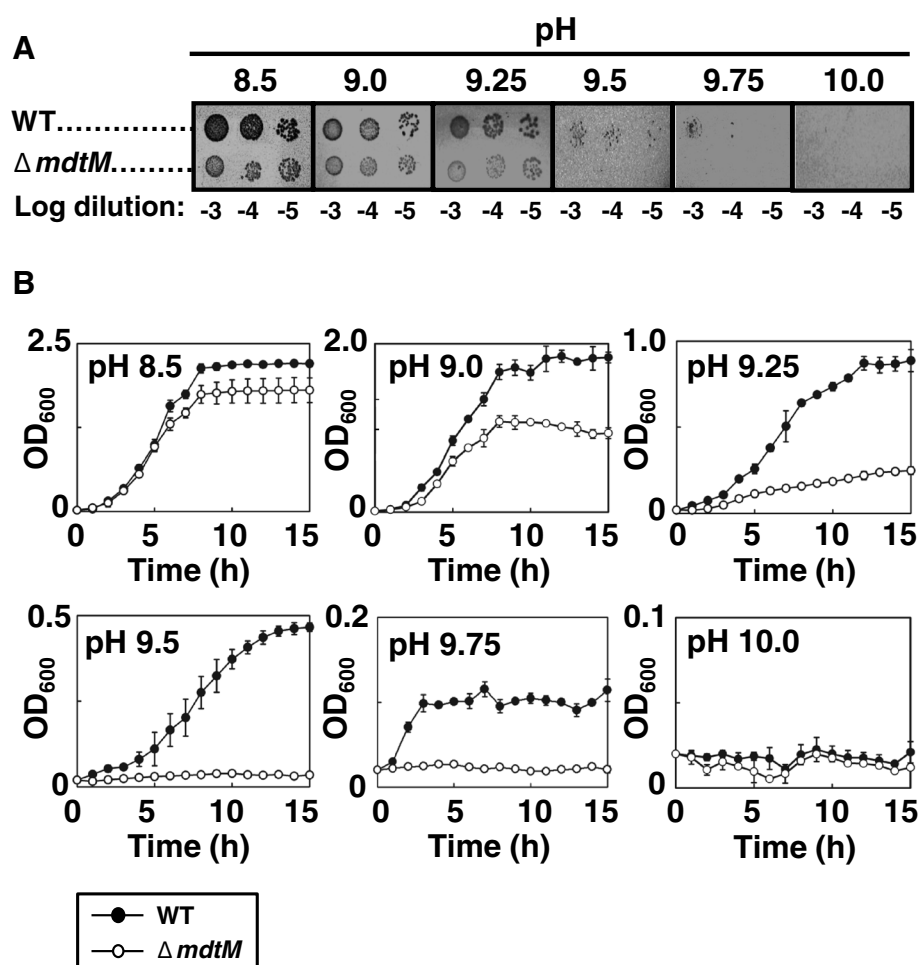 A
pH
8.5 9.0 9.25 9.5 9.75 10.0
WT...............
Δ mdtM.........
Log dilution: -3 -4 -5 -3 -4 -5 -3 -4 -5 -3 -4 -5 -3 -4 -5 -3 -4 -5
B
2.5
pH 8.5
OD600
0
0 5 10 15
Time (h)
2.0
pH 9.0
OD600
0
0 5 10 15
Time (h)
1.0
pH 9.25
OD600
0
0 5 10 15
Time (h)
0.5
pH 9.5
OD600
0
0 5 10 15
Time (h)
0.2
pH 9.75
OD600
0
0 5 10 15
Time (h)
0.1
pH 10.0
OD600
0
0 5 10 15
Time (h)
WT
Δ mdtM